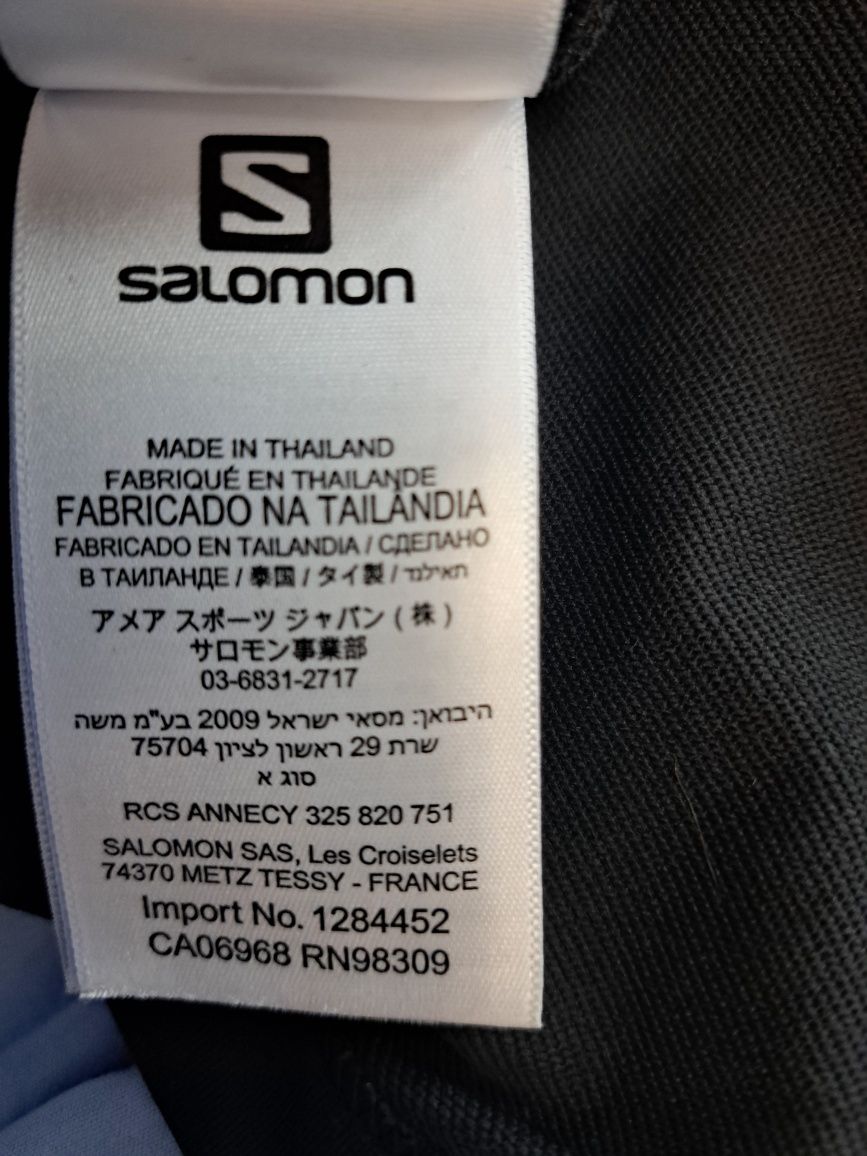 S
SALOMON
MADE IN THAILAND
FABRIQUÉ EN THAILANDE
FABRICADO NA TAILÂNDIA
FABRICADO EN TAILANDIA / СДЕЛАНО
В ТАИЛАНДЕ / 泰国 / タイ製 / תאילנד
アメア スポーツ ジャパン ( 株 )
サロモン事業部
03-6831-2717
היבואן: מסאי ישראל 2009 בע"מ משה
שרת 29 ראשון לציון 75704
סוג א
RCS ANNECY 325 820 751
SALOMON SAS, Les Croiselets
74370 METZ TESSY - FRANCE
Import No. 1284452
CA06968 RN98309